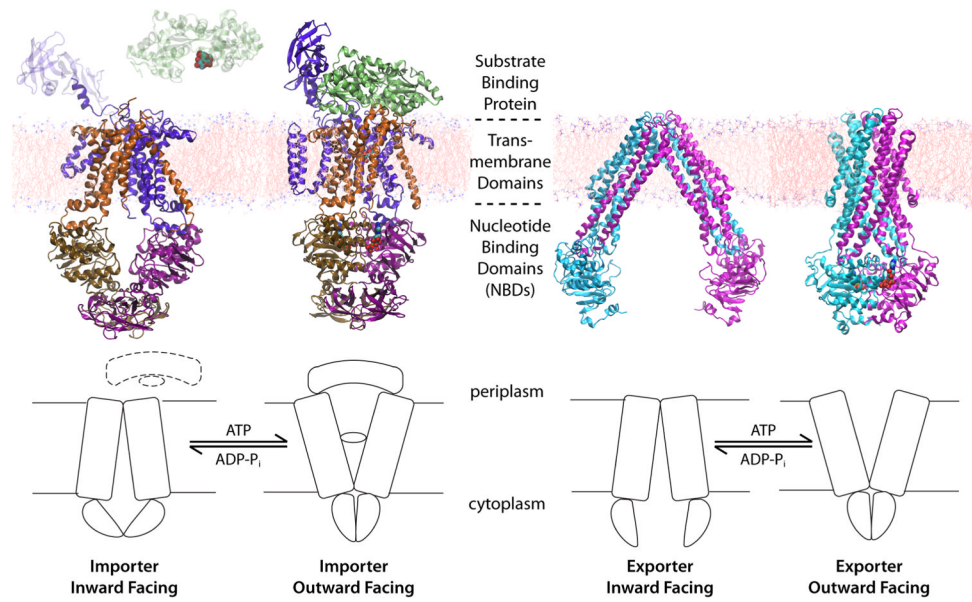 Substrate
Binding
Protein
Trans-
membrane
Domains
Nucleotide
Binding
Domains
(NBDs)
periplasm
ATP
ADP-Pi
ATP
ADP-Pi
cytoplasm
Importer
Inward Facing
Importer
Outward Facing
Exporter
Inward Facing
Exporter
Outward Facing